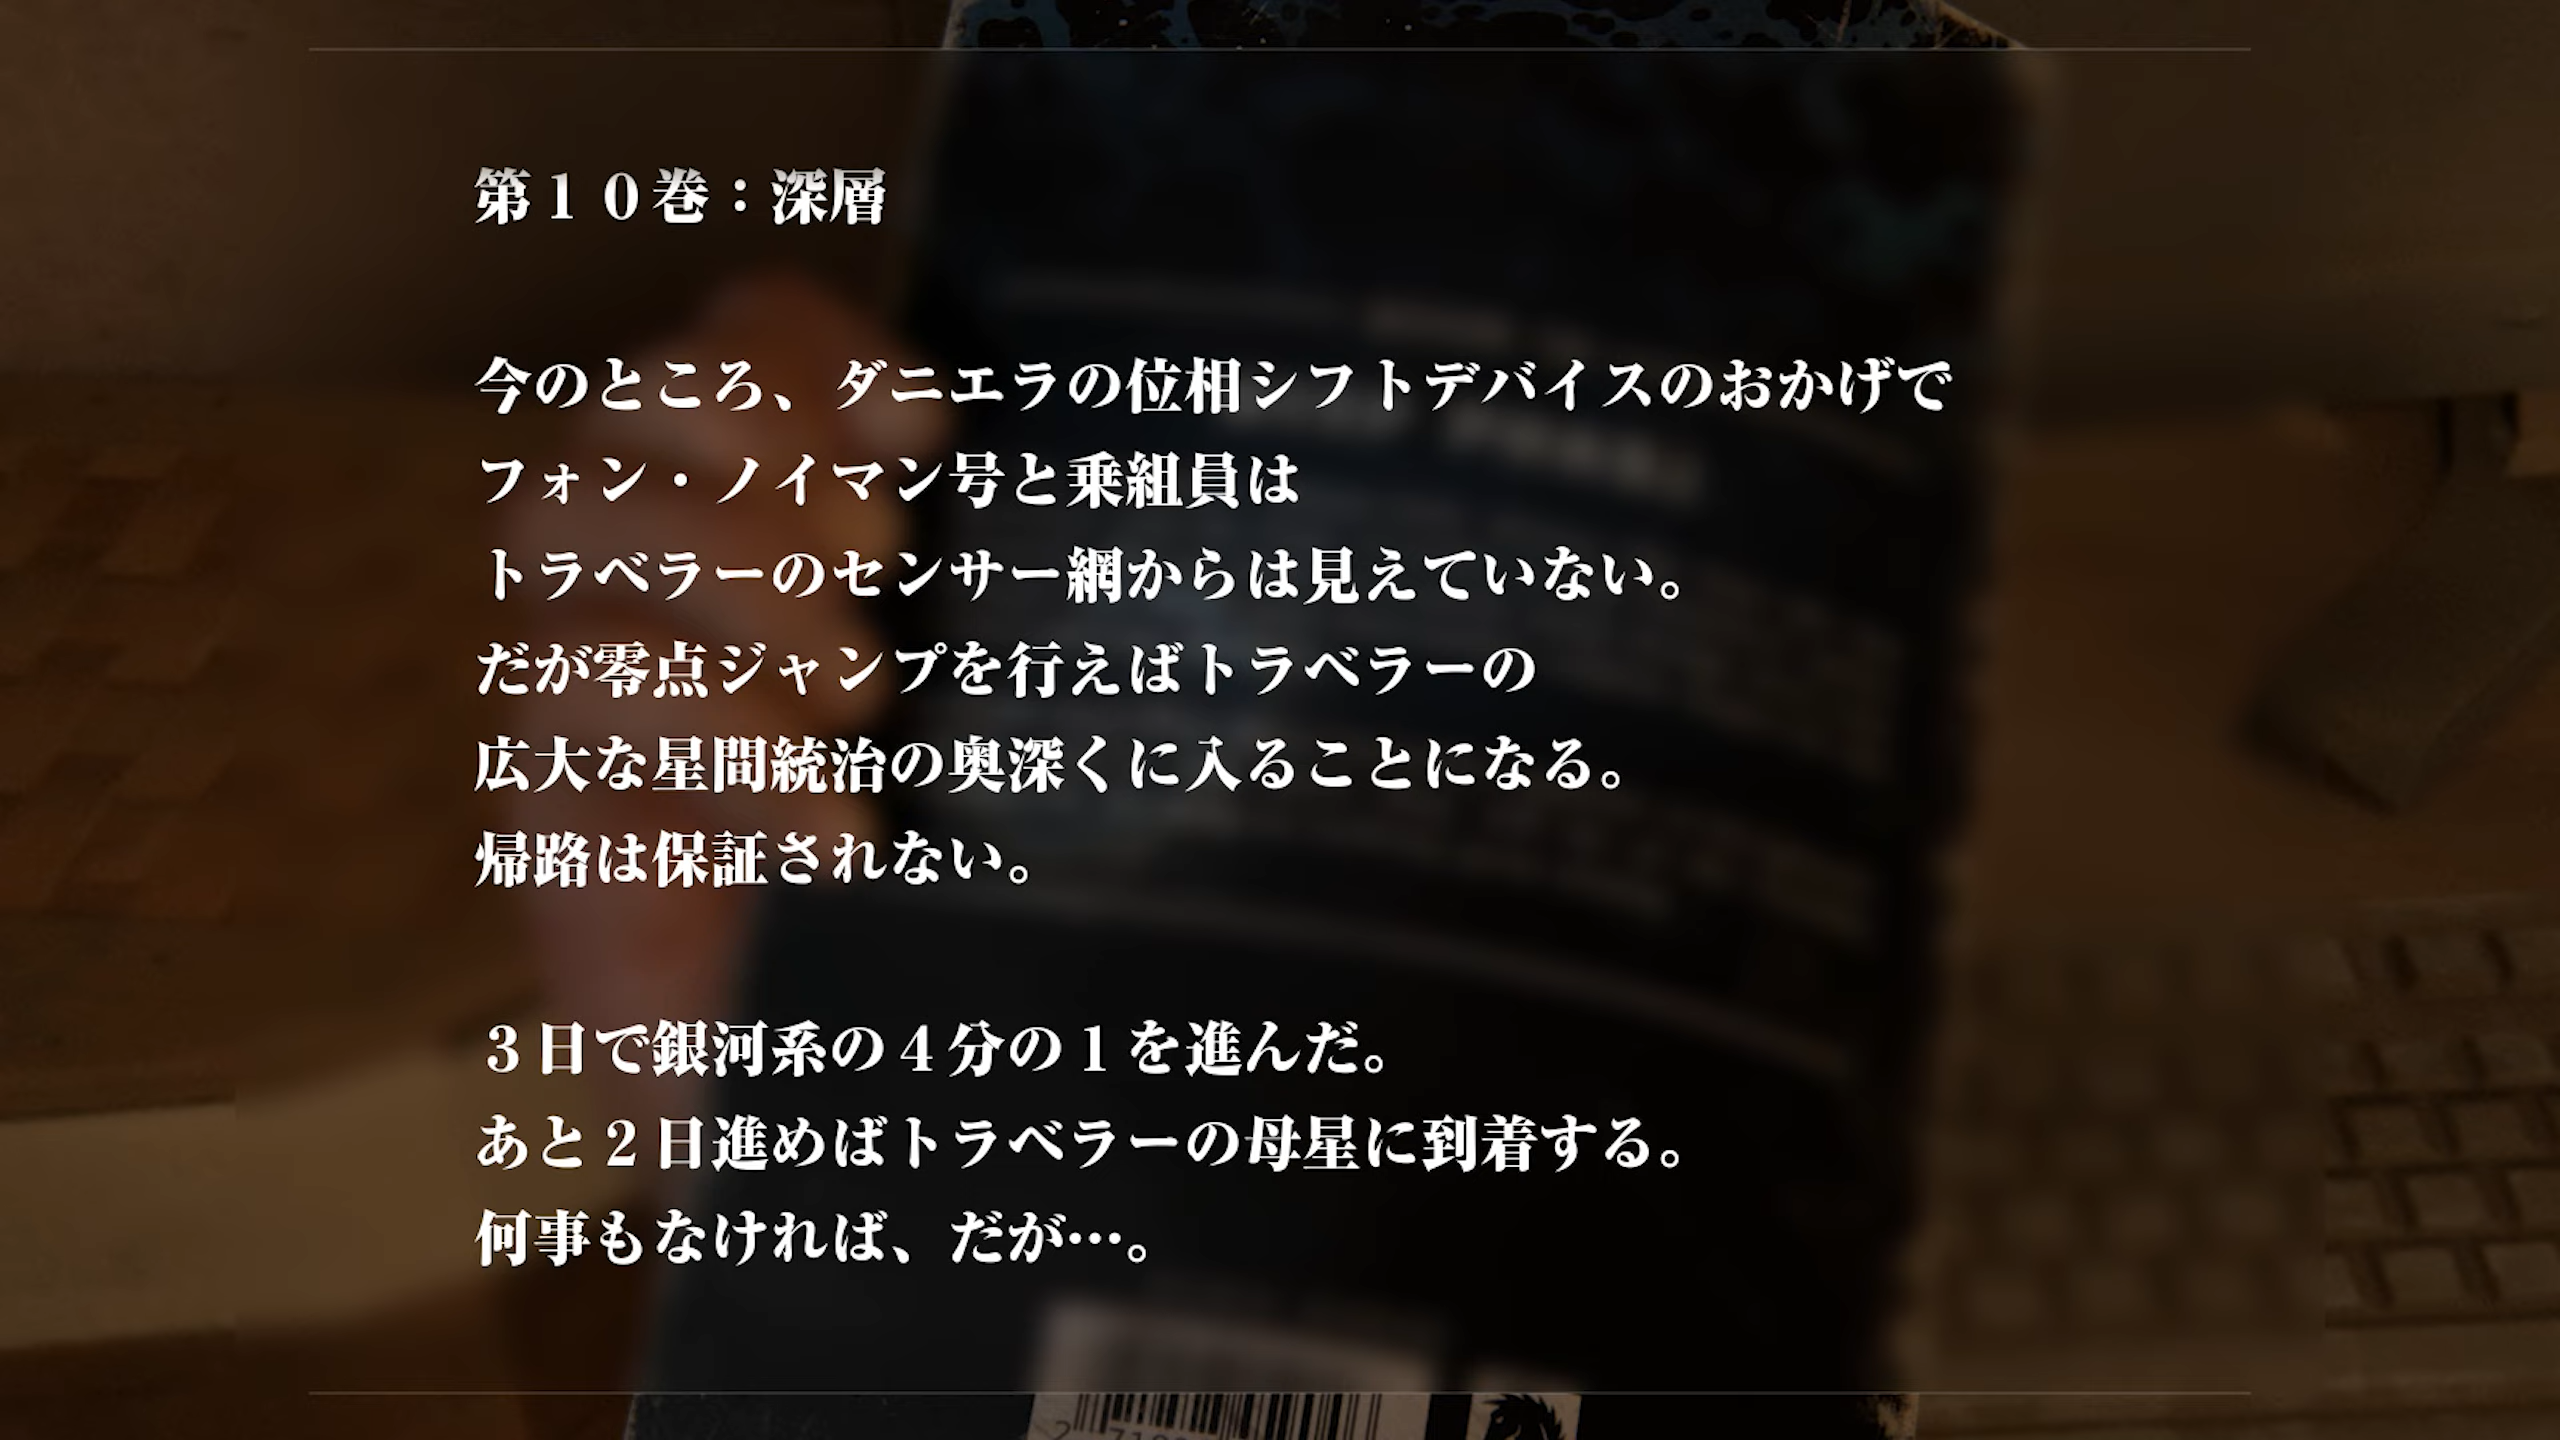 第１０巻：深層
今のところ、ダニエラの位相シフトデバイスのおかげで
フォン・ノイマン号と乗組員は
トラベラーのセンサー網からは見えていない。
だが零点ジャンプを行えばトラベラーの
広大な星間統治の奥深くに入ることになる。
帰路は保証されない。
３日で銀河系の４分の１を進んだ。
あと２日進めばトラベラーの母星に到着する。
何事もなければ、だが…。